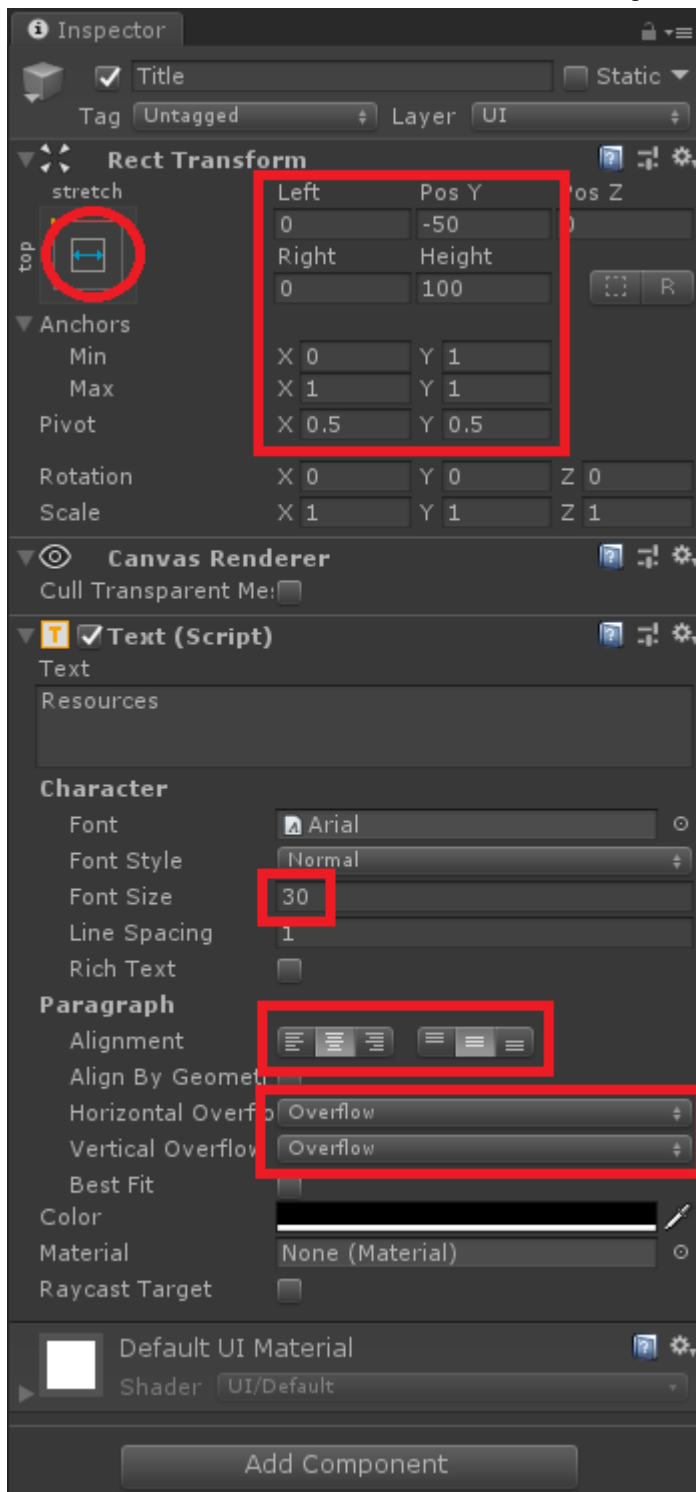 Inspector
Title Static
Tag Untagged Layer UI
Rect Transform
stretch Left Pos Y Pos Z
top 0 -50 0
Right Height
0 100 R
Anchors
Min X 0 Y 1
Max X 1 Y 1
Pivot X 0.5 Y 0.5
Rotation X 0 Y 0 Z 0
Scale X 1 Y 1 Z 1
Canvas Renderer
Cull Transparent Me
Text (Script)
Text
Resources
Character
Font Arial
Font Style Normal
Font Size 30
Line Spacing 1
Rich Text
Paragraph
Alignment
Align By Geomet
Horizontal Overflo Overflow
Vertical Overflow Overflow
Best Fit
Color
Material None (Material)
Raycast Target
Default UI Material
Shader UI/Default
Add Component